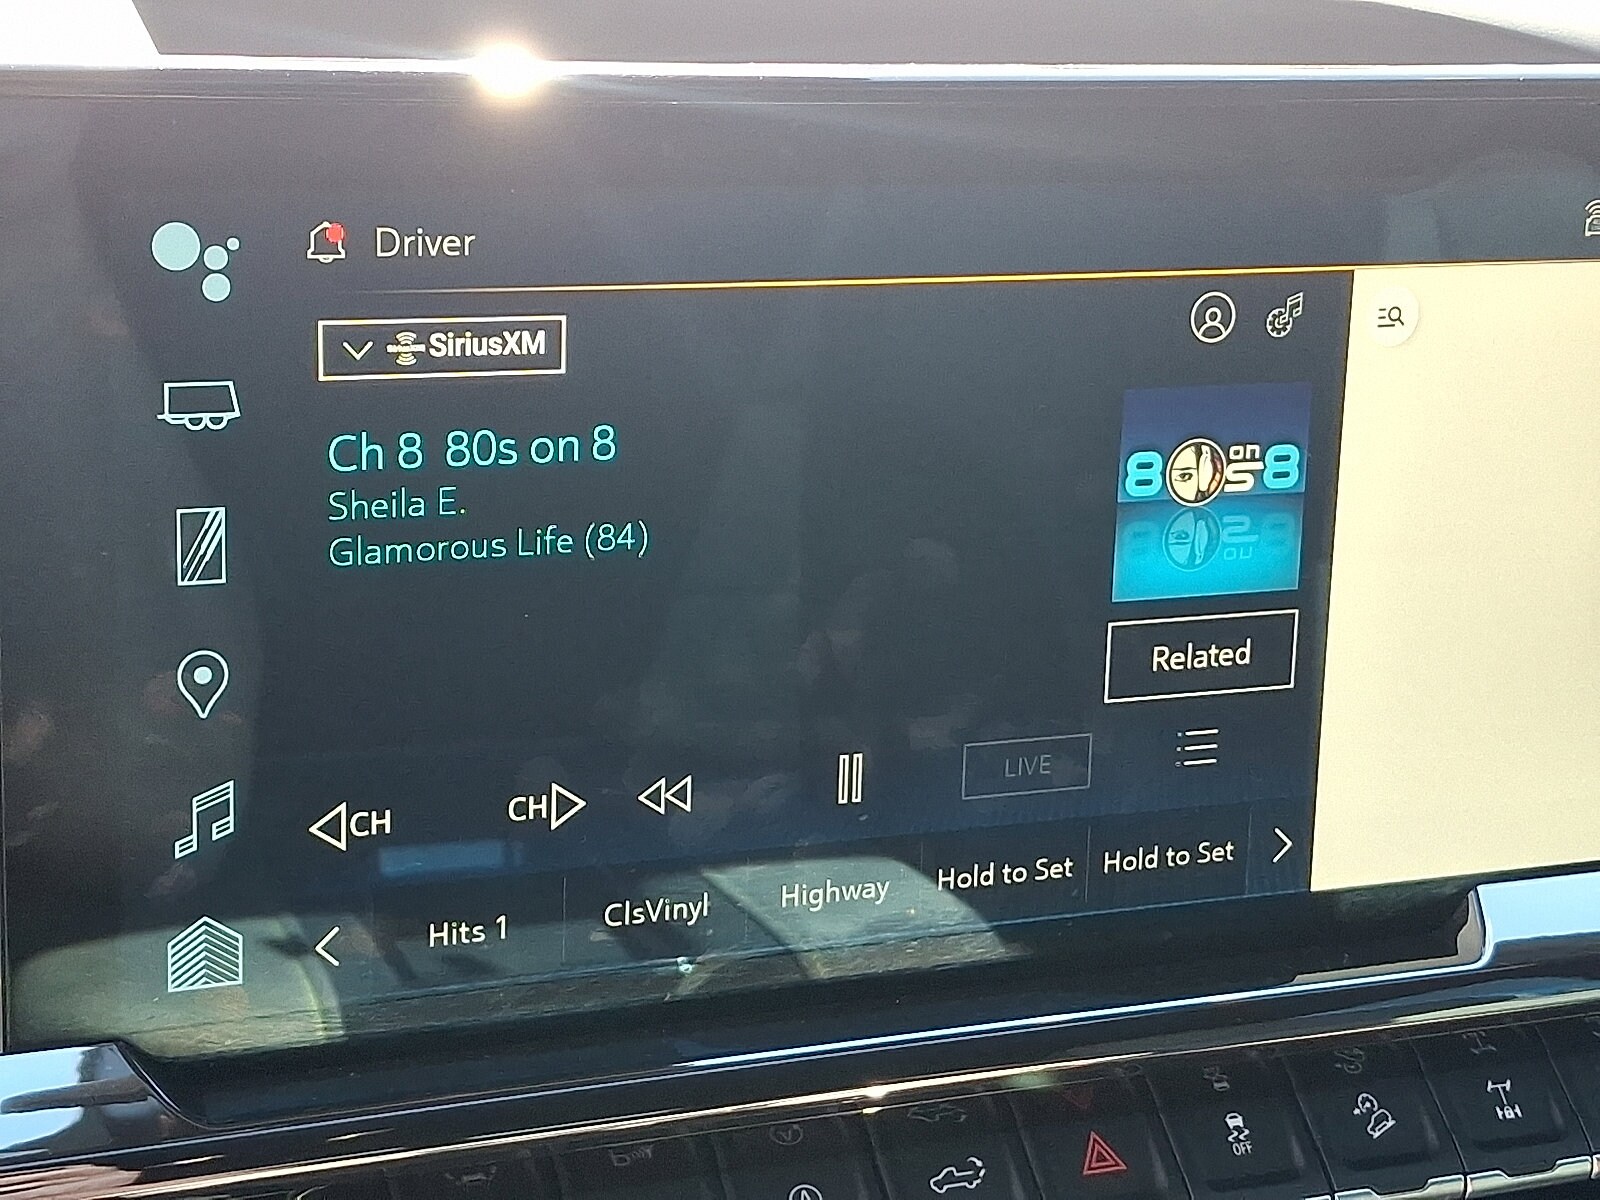 Driver
SiriusXM
Ch 8 80s on 8
Sheila E.
Glamorous Life (84)
80s on 8
Related
CH
CH
LIVE
Hits 1
ClsVinyl
Highway
Hold to Set
Hold to Set
OFF